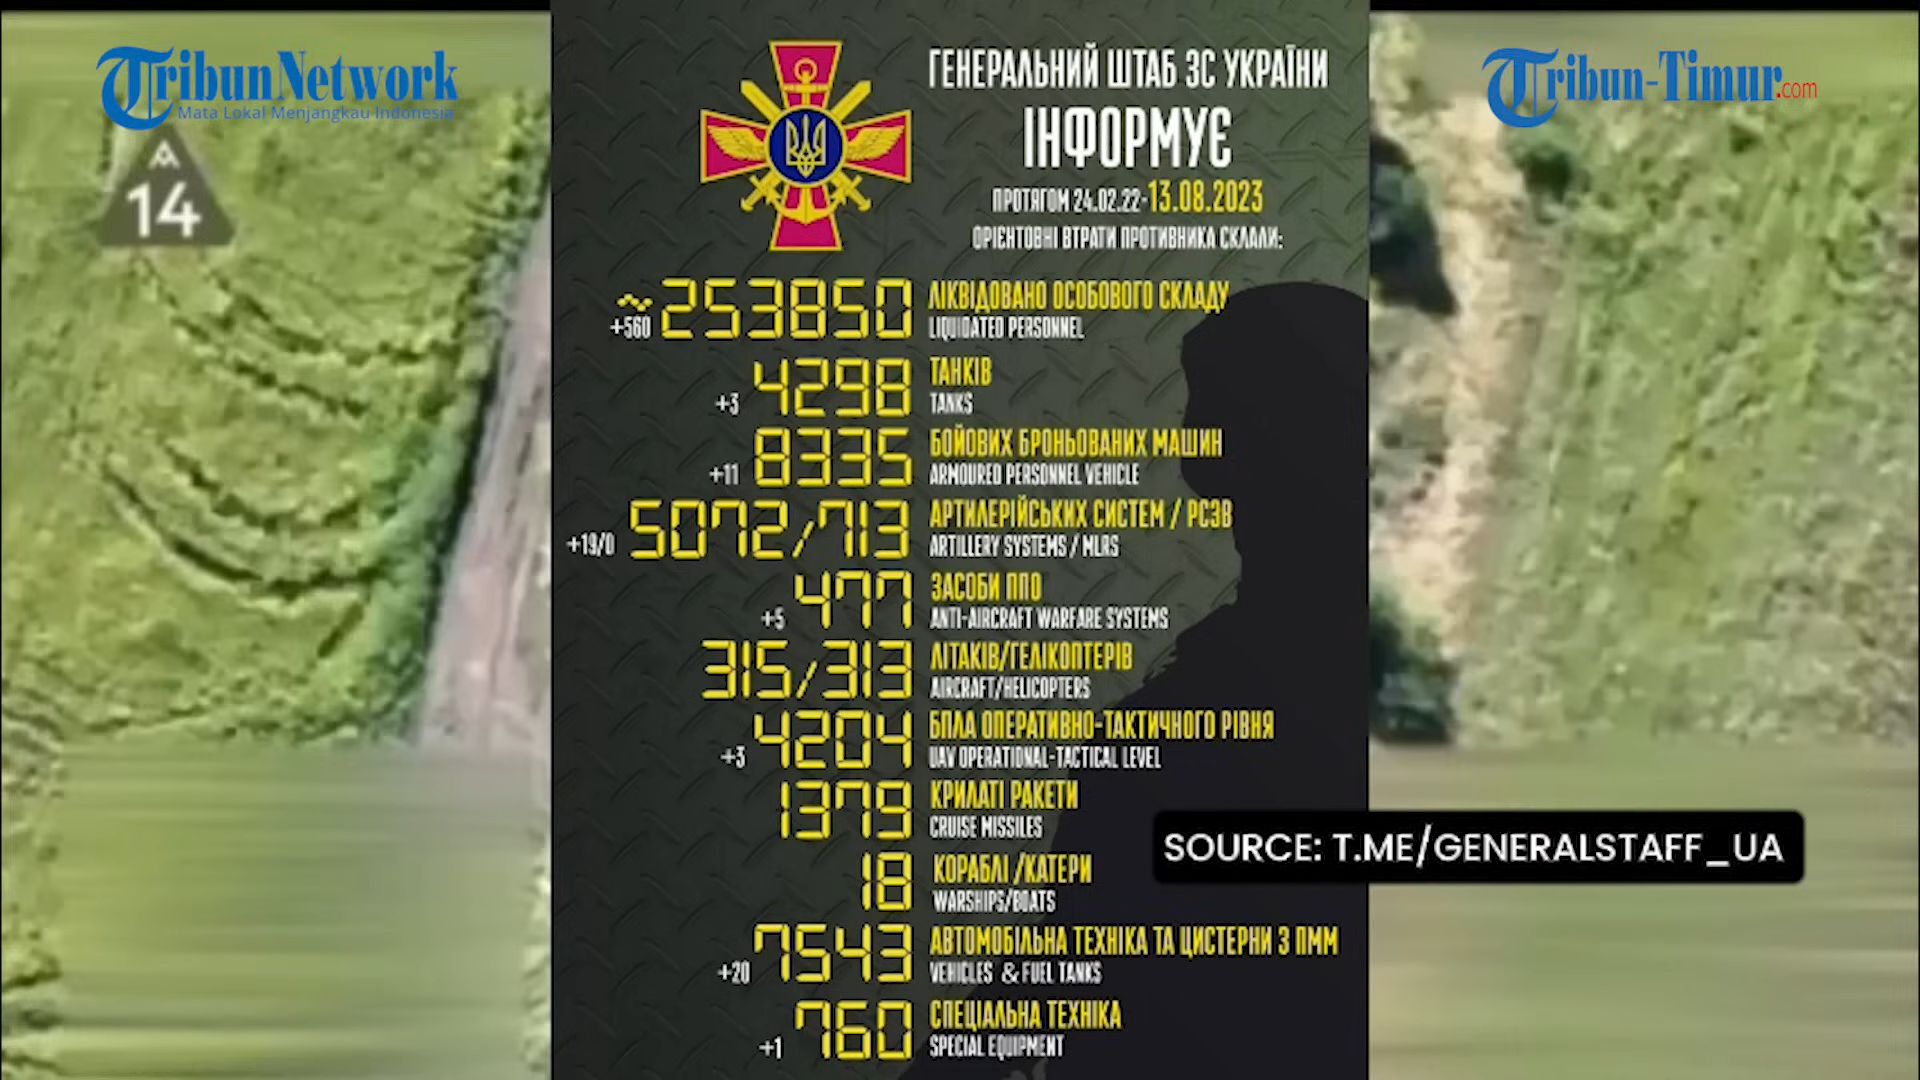 Tribun Network
Mata Lokal Menjangkau Indonesia
14
Tribun-Timur.com
ГЕНЕРАЛЬНИЙ ШТАБ ЗС УКРАЇНИ
ІНФОРМУЄ
ПРОТЯГОМ 24.02.22-13.08.2023
ОРІЄНТОВНІ ВТРАТИ ПРОТИВНИКА СКЛАЛИ:
~253850 ЛІКВІДОВАНО ОСОБОВОГО СКЛАДУ
+560 LIQUIDATED PERSONNEL
4298 ТАНКІВ
+3 TANKS
8335 БОЙОВИХ БРОНЬОВАНИХ МАШИН
+11 ARMOURED PERSONNEL VEHICLE
5072/713 АРТИЛЕРІЙСЬКИХ СИСТЕМ / РСЗВ
+19/0 ARTILLERY SYSTEMS / MLRS
477 ЗАСОБИ ППО
+5 ANTI-AIRCRAFT WARFARE SYSTEMS
315/313 ЛІТАКІВ/ГЕЛІКОПТЕРІВ
AIRCRAFT/HELICOPTERS
4204 БПЛА ОПЕРАТИВНО-ТАКТИЧНОГО РІВНЯ
+3 UAV OPERATIONAL-TACTICAL LEVEL
1379 КРИЛАТІ РАКЕТИ
CRUISE MISSILES
SOURCE: T.ME/GENERALSTAFF_UA
18 КОРАБЛІ /КАТЕРИ
WARSHIPS/BOATS
7543 АВТОМОБІЛЬНА ТЕХНІКА ТА ЦИСТЕРНИ З ПММ
+20 VEHICLES & FUEL TANKS
760 СПЕЦІАЛЬНА ТЕХНІКА
+1 SPECIAL EQUIPMENT